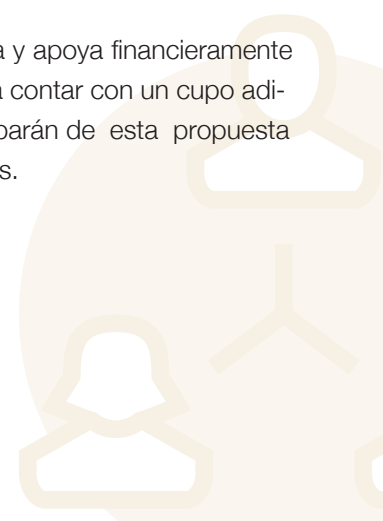 a y apoya financieramente
a contar con un cupo adi-
parán de esta propuesta
s.